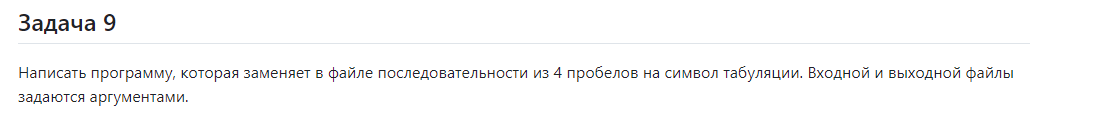 Задача 9
Написать программу, которая заменяет в файле последовательности из 4 пробелов на символ табуляции. Входной и выходной файлы
задаются аргументами.